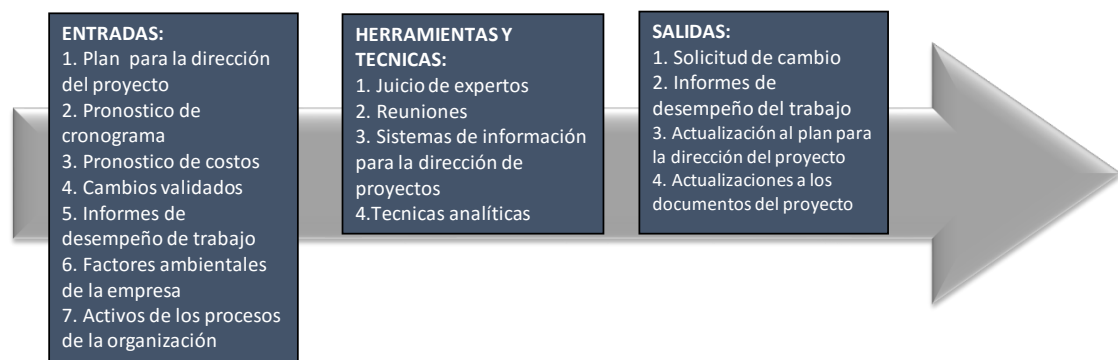 ENTRADAS:
1. Plan para la dirección
del proyecto
2. Pronostico de
cronograma
3. Pronostico de costos
4. Cambios validados
5. Informes de
desempeño de trabajo
6. Factores ambientales
de la empresa
7. Activos de los procesos
de la organización
HERRAMIENTAS Y
TECNICAS:
1. Juicio de expertos
2. Reuniones
3. Sistemas de información
para la dirección de
proyectos
4.Tecnicas analíticas
SALIDAS:
1. Solicitud de cambio
2. Informes de
desempeño del trabajo
3. Actualización al plan para
la dirección del proyecto
4. Actualizaciones a los
documentos del proyecto